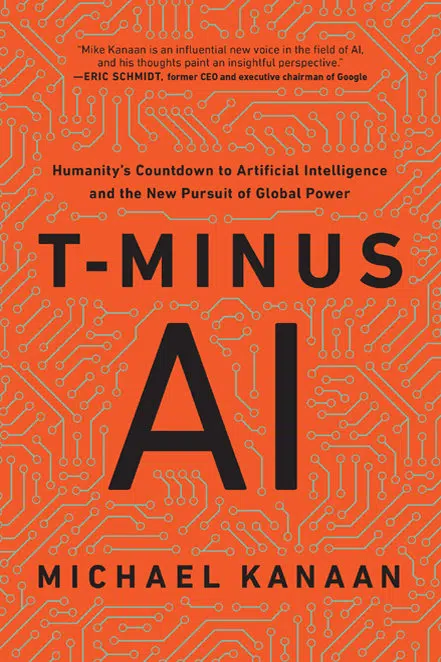 “Mike Kanaan is an influential new voice in the field of AI,
and his thoughts paint an insightful perspective.”
—ERIC SCHMIDT, former CEO and executive chairman of Google
Humanity’s Countdown to Artificial Intelligence
and the New Pursuit of Global Power
T-MINUS
AI
MICHAEL KANAAN